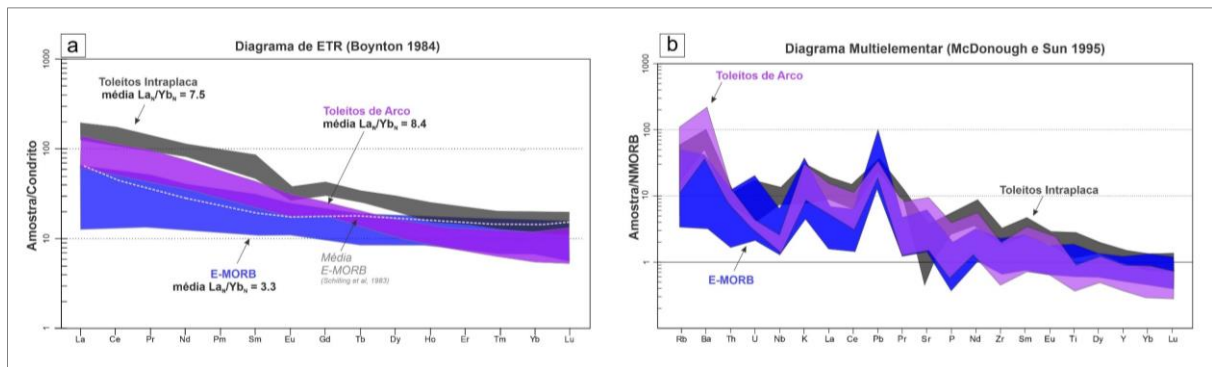 a
Diagrama de ETR (Boynton 1984)
Amostra/Condrito
1000
100
10
1
Toleitos Intraplaca
média Laₙ/Ybₙ = 7.5
Toleitos de Arco
média Laₙ/Ybₙ = 8.4
E-MORB
média Laₙ/Ybₙ = 3.3
Média
E-MORB
(Schilling et al, 1983)
La Ce Pr Nd Pm Sm Eu Gd Tb Dy Ho Er Tm Yb Lu
b
Diagrama Multielementar (McDonough e Sun 1995)
Amostra/NMORB
1000
100
10
1
Toleitos de Arco
Toleitos Intraplaca
E-MORB
Rb Ba Th U Nb K La Ce Pb Pr Sr P Nd Zr Sm Eu Ti Dy Y Yb Lu